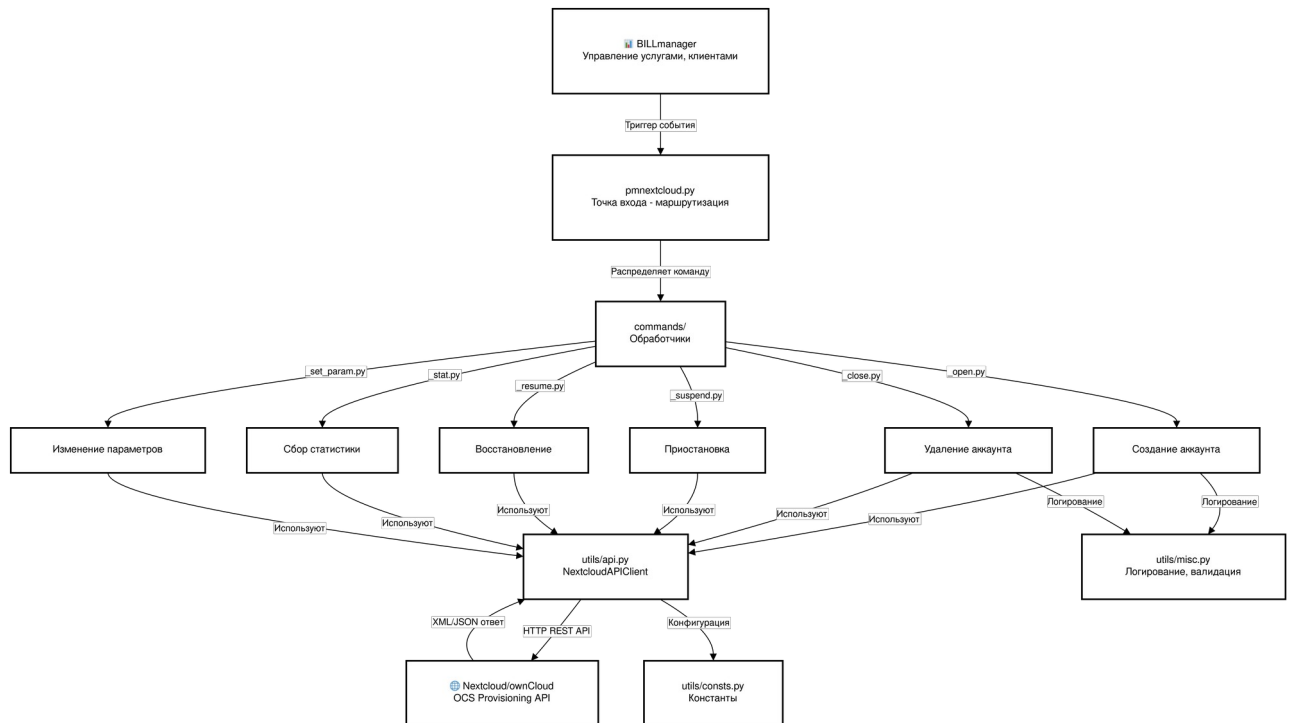 📊 BILLmanager
Управление услугами, клиентами
Триггер события
pmnextcloud.py
Точка входа - маршрутизация
Распределяет команду
commands/
Обработчики
_set_param.py
_stat.py
_resume.py
_suspend.py
_close.py
_open.py
Изменение параметров
Сбор статистики
Восстановление
Приостановка
Удаление аккаунта
Создание аккаунта
Используют
Используют
Используют
Используют
Используют
Используют
Логирование
Логирование
utils/api.py
NextcloudAPIClient
utils/misc.py
Логирование, валидация
XML/JSON ответ
HTTP REST API
Конфигурация
🌐 Nextcloud/ownCloud
OCS Provisioning API
utils/consts.py
Константы